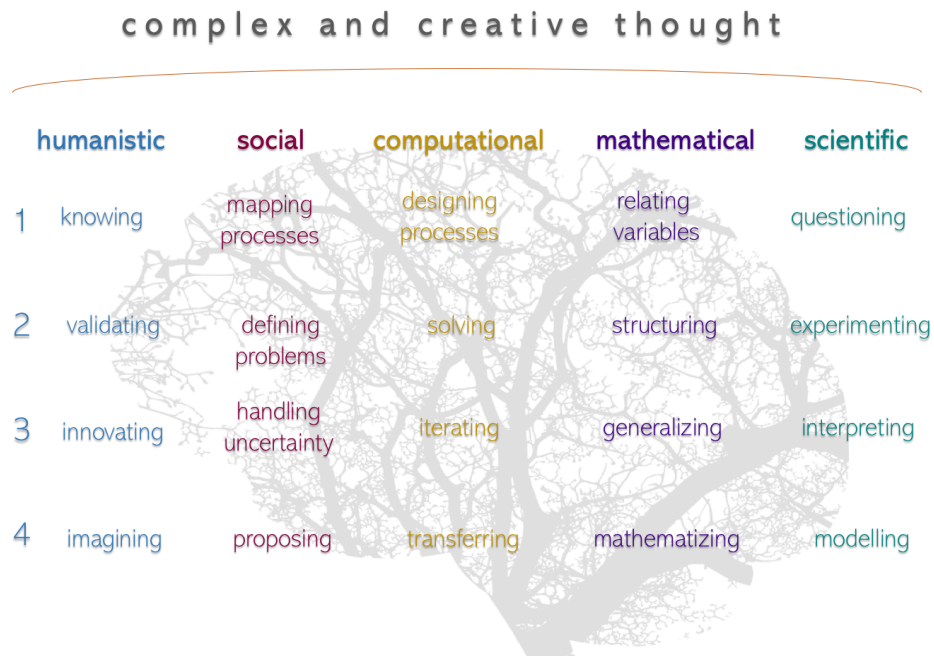 complex and creative thought
humanistic social computational mathematical scientific
1 knowing mapping processes designing processes relating variables questioning
2 validating defining problems solving structuring experimenting
3 innovating handling uncertainty iterating generalizing interpreting
4 imagining proposing transferring mathematizing modelling